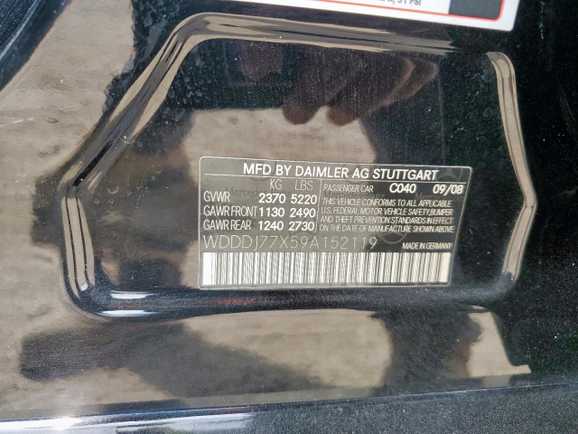 MFD BY DAIMLER AG STUTTGART
KG LBS PASSENGER CAR C040 09/08
GVWR 2370 5220 THIS VEHICLE CONFORMS TO ALL APPLICABLE
GAWR FRONT 1130 2490 U.S. FEDERAL MOTOR VEHICLE SAFETY, BUMPER
AND THEFT PREVENTION STANDARDS IN EFFECT
GAWR REAR 1240 2730 ON THE DATE OF MANUFACTURE SHOWN ABOVE.
WDDDJ77X59A152119
MADE IN GERMANY